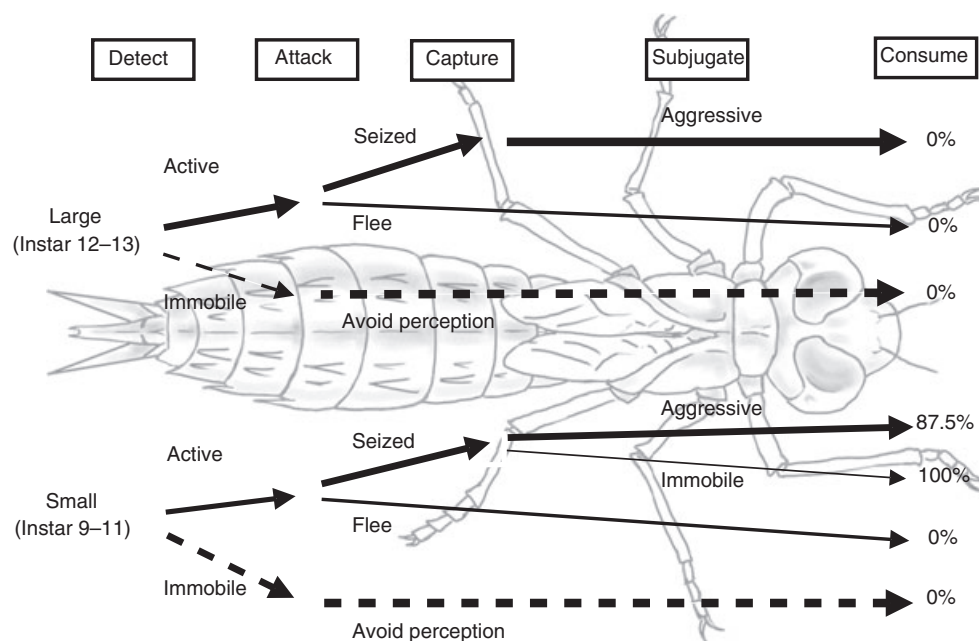 Detect
Attack
Capture
Subjugate
Consume
Aggressive
Seized
0%
Active
Large
(Instar 12–13)
Flee
0%
Immobile
0%
Avoid perception
Aggressive
87.5%
Seized
Active
Immobile
100%
Small
(Instar 9–11)
Flee
0%
Immobile
0%
Avoid perception